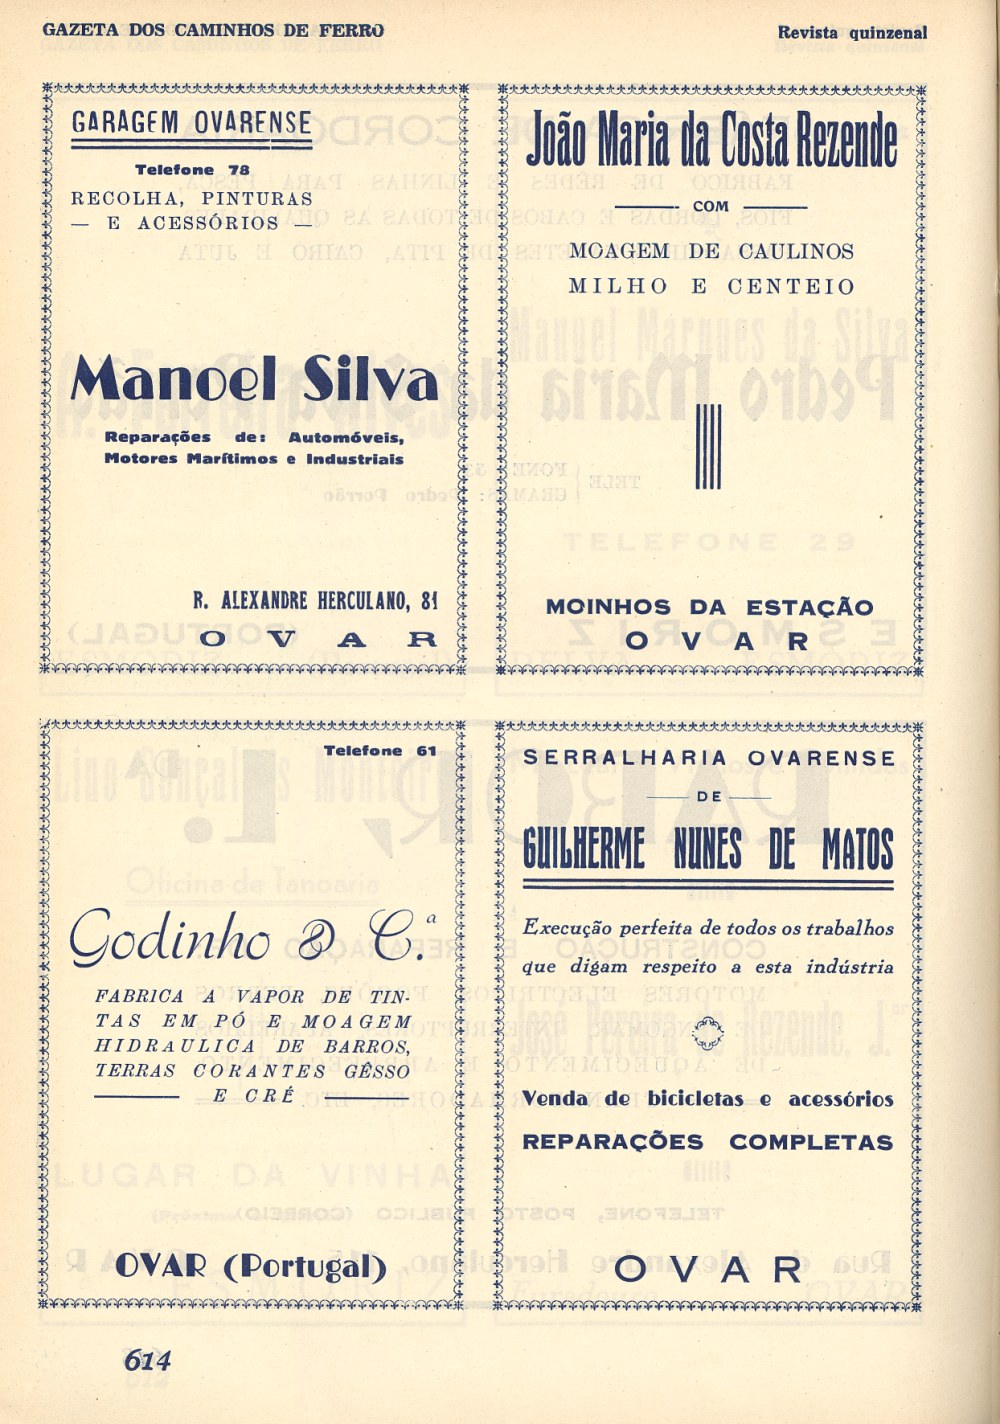 GAZETA DOS CAMINHOS DE FERRO
Revista quinzenal
GARAGEM OVARENSE
Telefone 78
RECOLHA, PINTURAS
— E ACESSÓRIOS —
Manoel Silva
Reparações de: Automóveis,
Motores Marítimos e Industriais
R. ALEXANDRE HERCULANO, 81
OVAR
João Maria da Costa Rezende
COM
MOAGEM DE CAULINOS
MILHO E CENTEIO
MOINHOS DA ESTAÇÃO
OVAR
Telefone 61
Godinho & C.ª
FABRICA A VAPOR DE TIN-
TAS EM PÓ E MOAGEM
HIDRAULICA DE BARROS,
TERRAS CORANTES GÊSSO
E CRÉ
OVAR (Portugal)
SERRALHARIA OVARENSE
DE
GUILHERME NUNES DE MATOS
Execução perfeita de todos os trabalhos
que digam respeito a esta indústria
Venda de bicicletas e acessórios
REPARAÇÕES COMPLETAS
OVAR
614